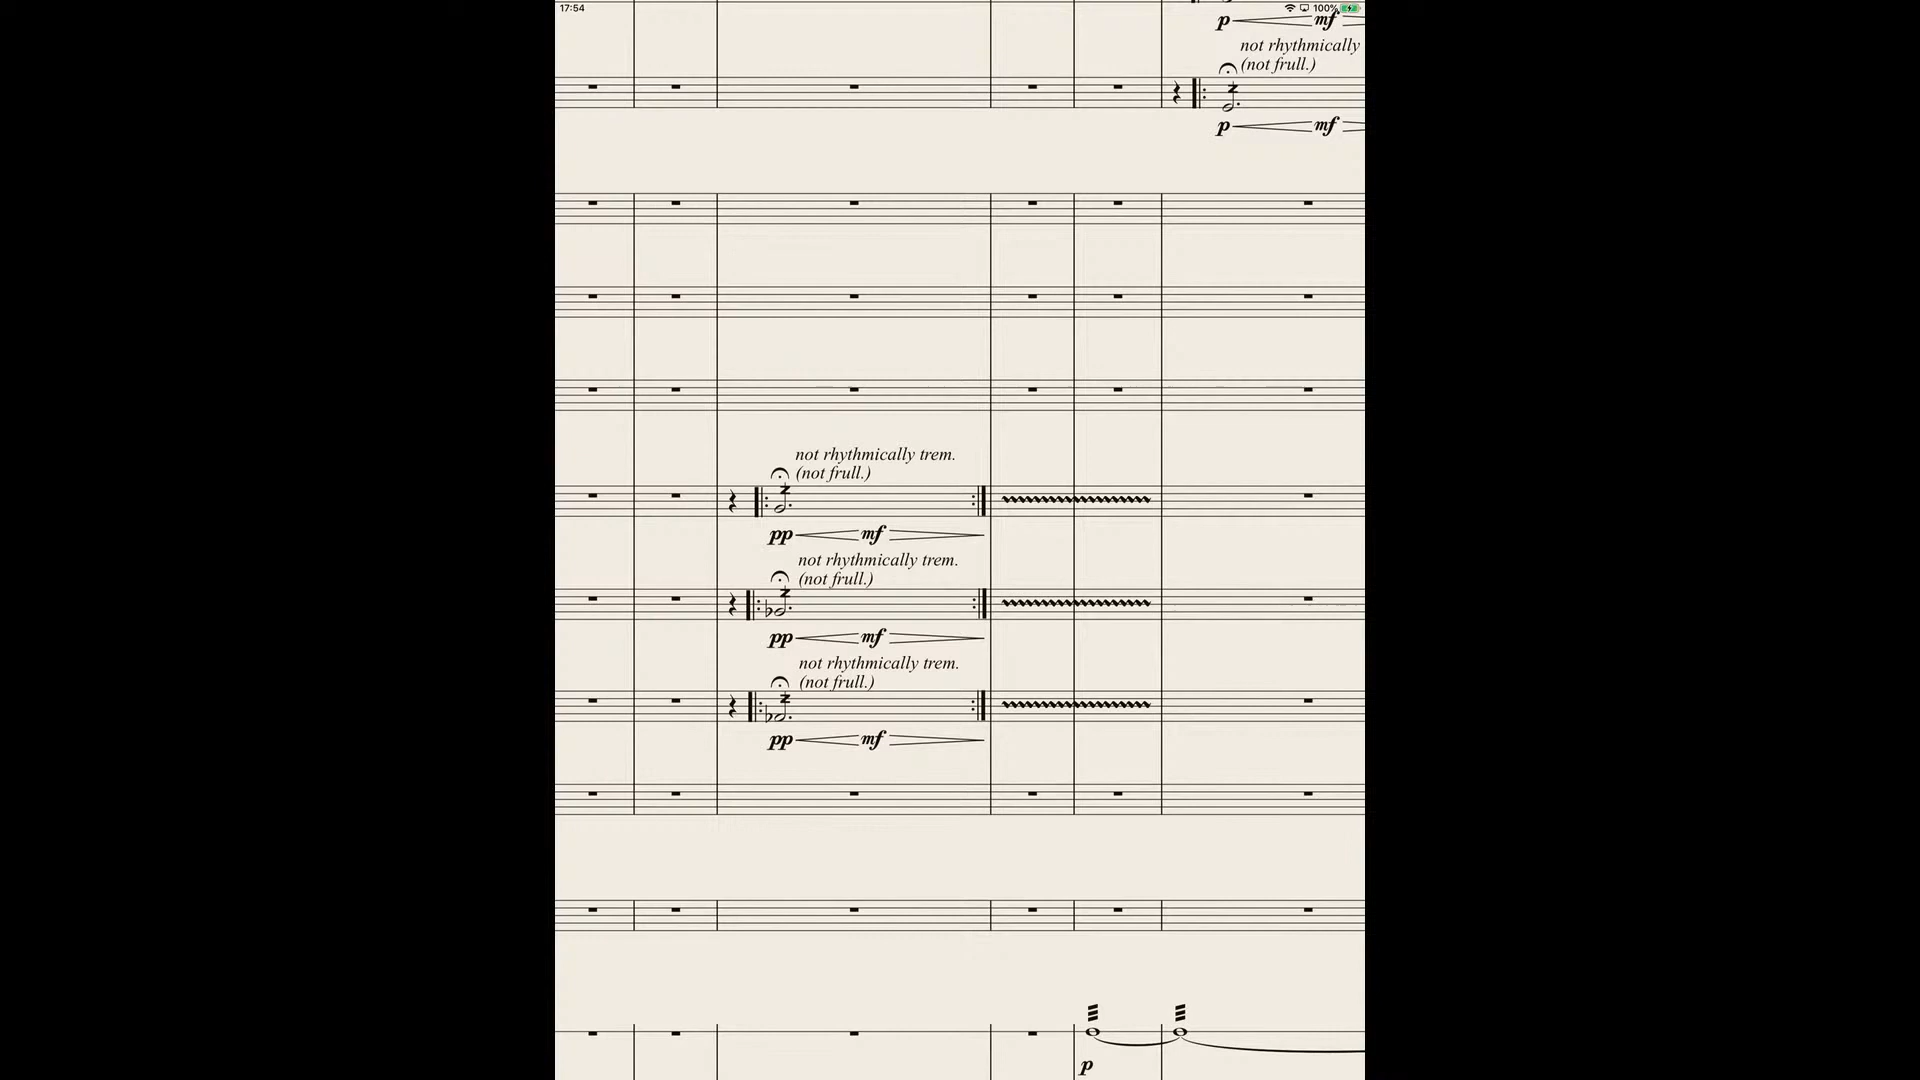 17:54
100%
p mf
not rhythmically
(not frull.)
p mf
not rhythmically trem.
(not frull.)
pp mf
not rhythmically trem.
(not frull.)
pp mf
not rhythmically trem.
(not frull.)
pp mf
p